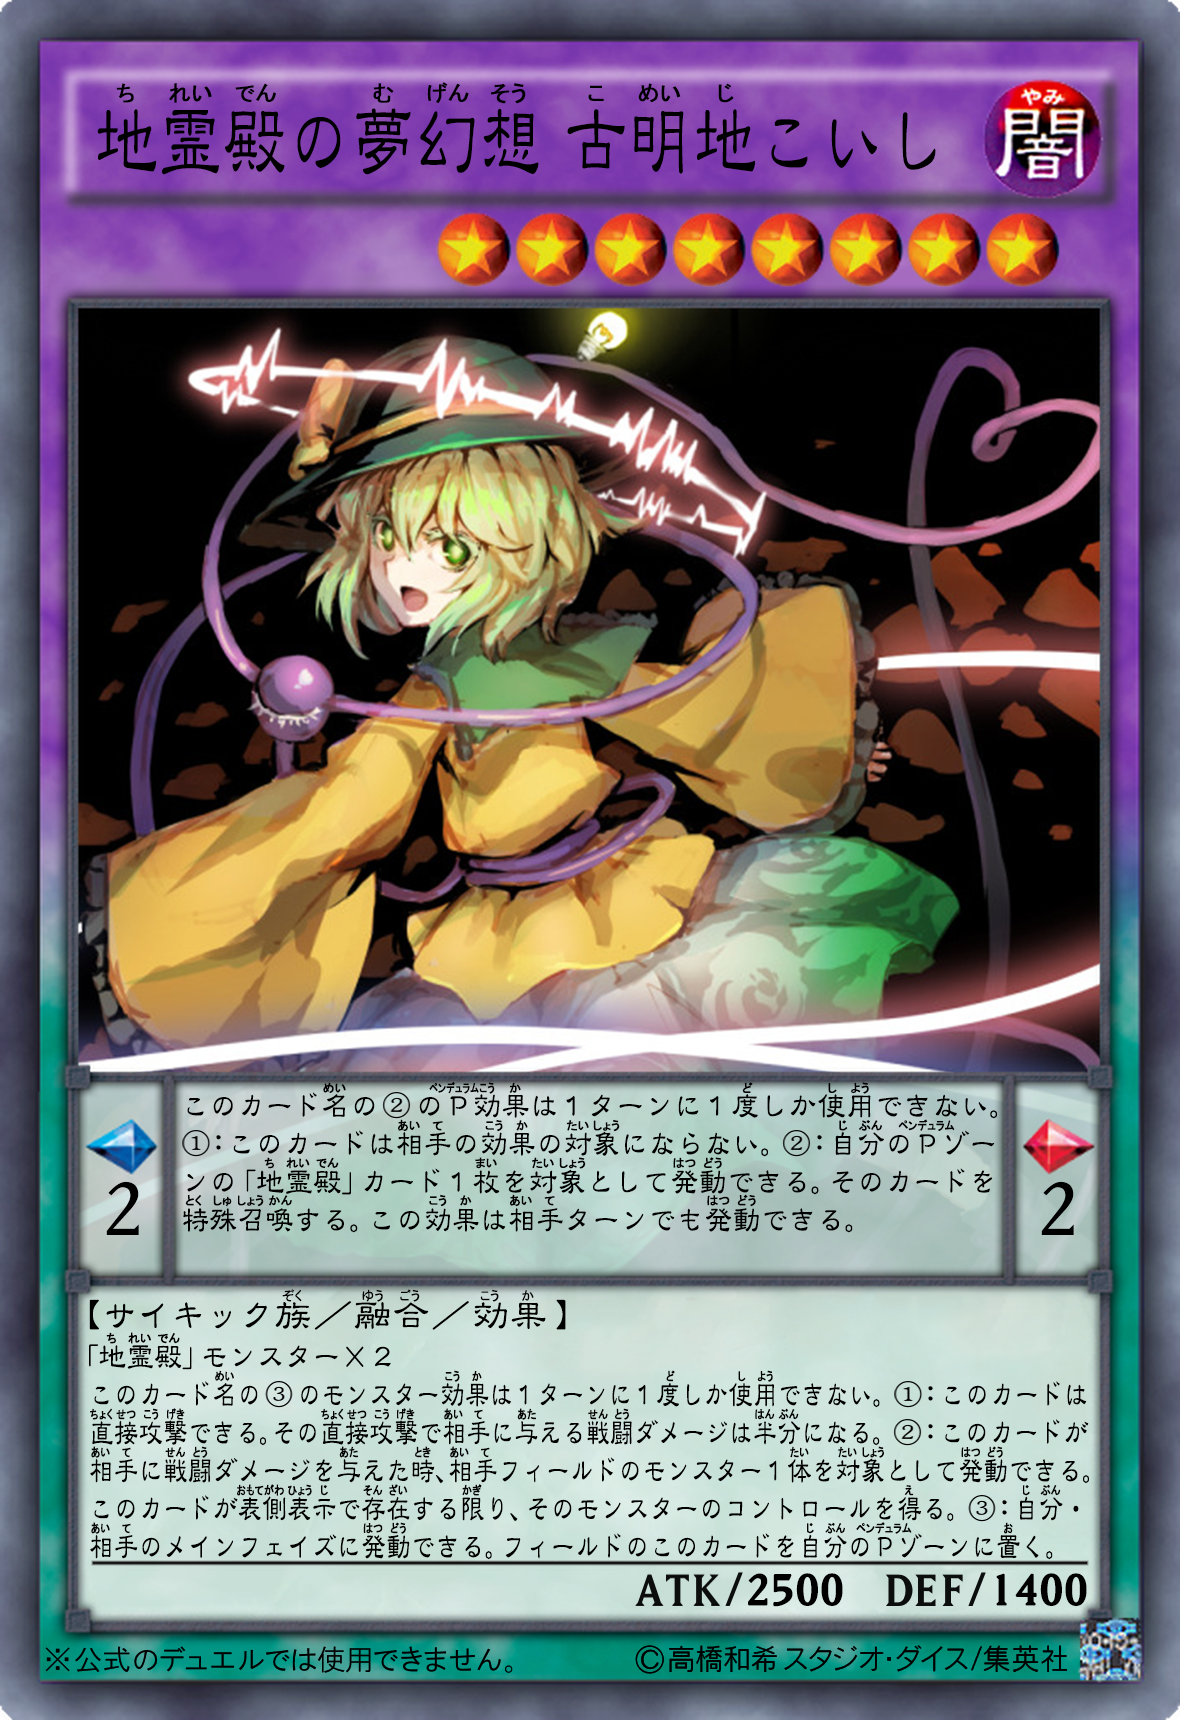 地霊殿の夢幻想 古明地こいし
闇
このカード名の②のＰ効果は１ターンに１度しか使用できない。
①：このカードは相手の効果の対象にならない。②：自分のＰゾー
ンの「地霊殿」カード１枚を対象として発動できる。そのカードを
特殊召喚する。この効果は相手ターンでも発動できる。
2
2
【サイキック族／融合／効果】
「地霊殿」モンスター×２
このカード名の③のモンスター効果は１ターンに１度しか使用できない。①：このカードは
直接攻撃できる。その直接攻撃で相手に与える戦闘ダメージは半分になる。②：このカードが
相手に戦闘ダメージを与えた時、相手フィールドのモンスター１体を対象として発動できる。
このカードが表側表示で存在する限り、そのモンスターのコントロールを得る。③：自分・
相手のメインフェイズに発動できる。フィールドのこのカードを自分のＰゾーンに置く。
ATK/2500 DEF/1400
※公式のデュエルでは使用できません。
©高橋和希 スタジオ・ダイス/集英社